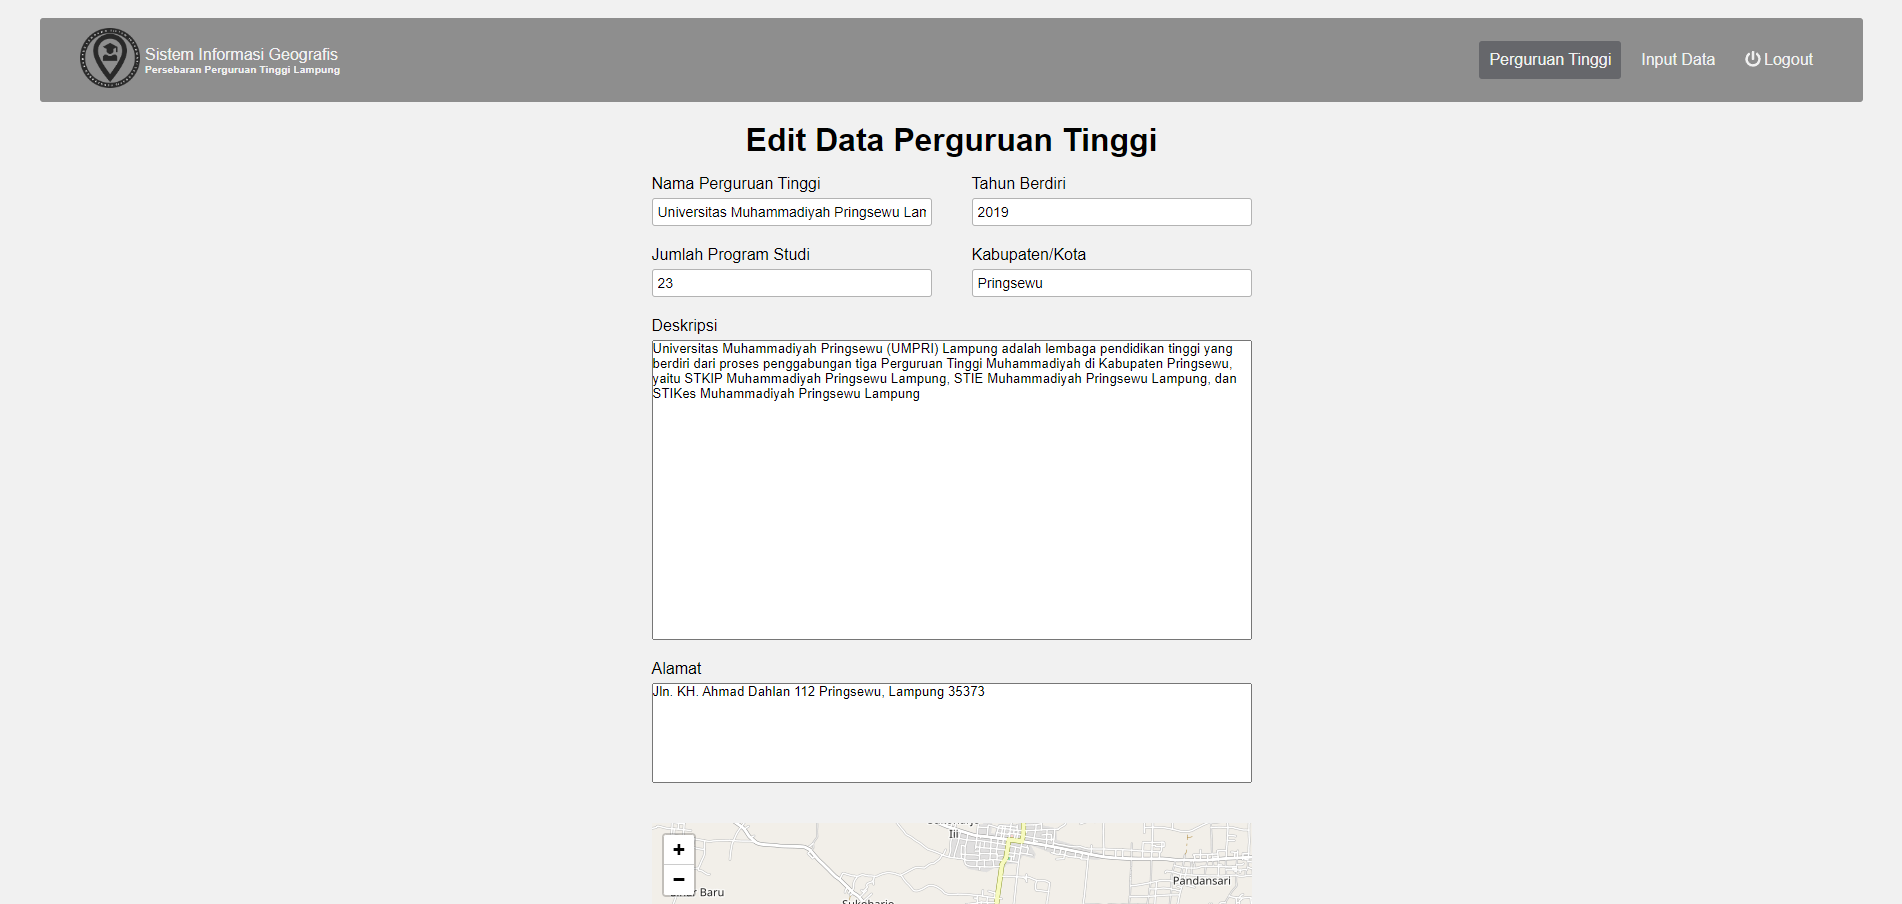 Sistem Informasi Geografis
Persebaran Perguruan Tinggi Lampung
Perguruan Tinggi
Input Data
Logout
Edit Data Perguruan Tinggi
Nama Perguruan Tinggi
Tahun Berdiri
Universitas Muhammadiyah Pringsewu Lam
2019
Jumlah Program Studi
Kabupaten/Kota
23
Pringsewu
Deskripsi
Universitas Muhammadiyah Pringsewu (UMPRI) Lampung adalah lembaga pendidikan tinggi yang
berdiri dari proses penggabungan tiga Perguruan Tinggi Muhammadiyah di Kabupaten Pringsewu,
yaitu STKIP Muhammadiyah Pringsewu Lampung, STIE Muhammadiyah Pringsewu Lampung, dan
STIKes Muhammadiyah Pringsewu Lampung
Alamat
Jln. KH. Ahmad Dahlan 112 Pringsewu, Lampung 35373
Iii
+
−
Pandansari
Baru
Sukoharjo